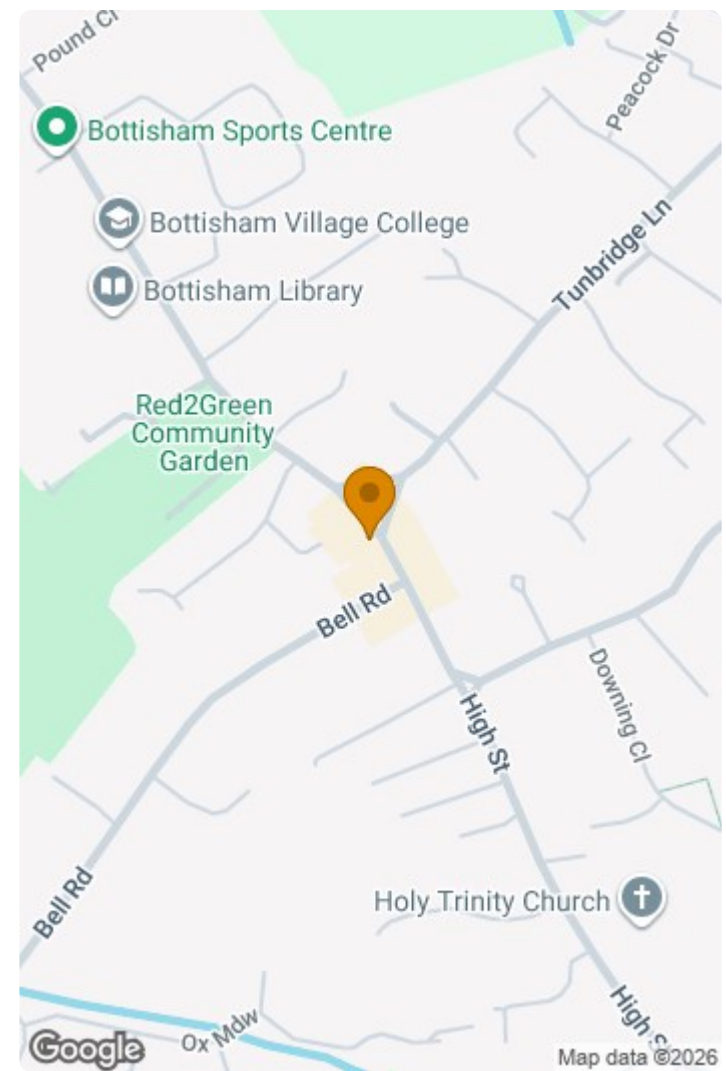 Pound Cl
Peacock Dr
Bottisham Sports Centre
Bottisham Village College
Tunbridge Ln
Bottisham Library
Red2Green
Community
Garden
Bell Rd
Downing Cl
High St
Bell Rd
Holy Trinity Church
High St
Ox Mdw
Google
Map data ©2026